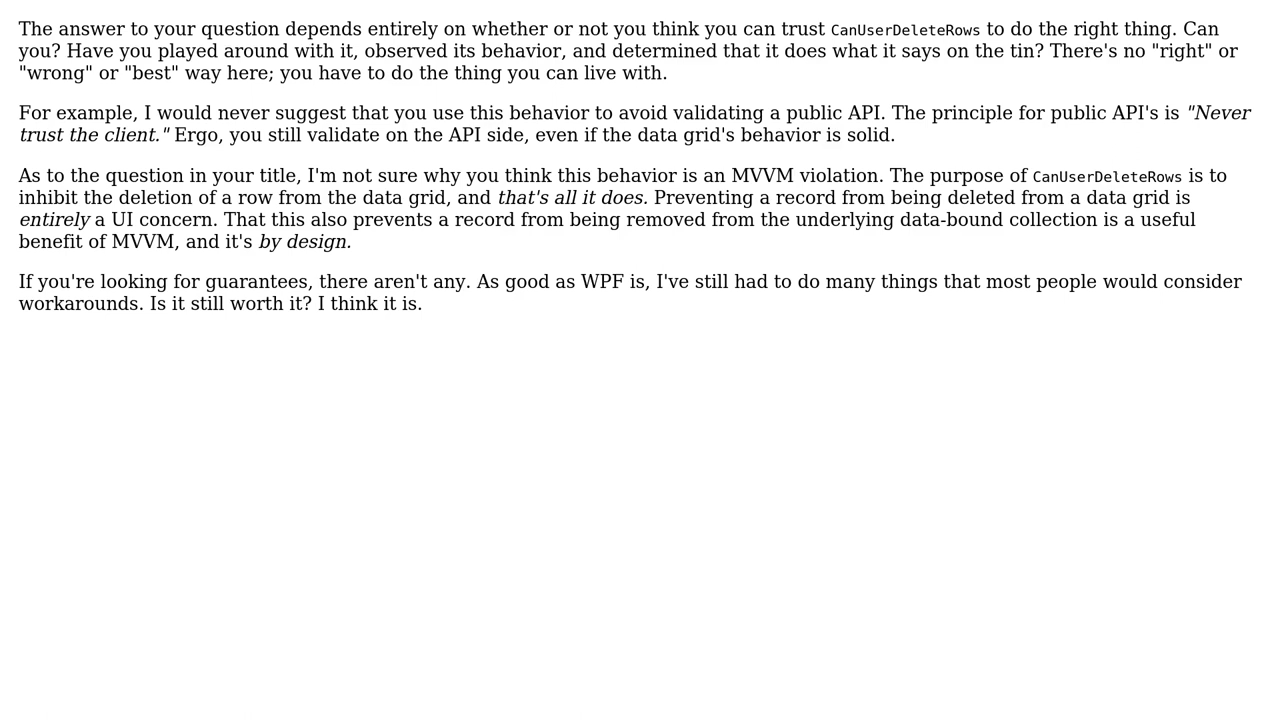 The answer to your question depends entirely on whether or not you think you can trust CanUserDeleteRows to do the right thing. Can
you? Have you played around with it, observed its behavior, and determined that it does what it says on the tin? There's no "right" or
"wrong" or "best" way here; you have to do the thing you can live with.
For example, I would never suggest that you use this behavior to avoid validating a public API. The principle for public API's is "Never
trust the client." Ergo, you still validate on the API side, even if the data grid's behavior is solid.
As to the question in your title, I'm not sure why you think this behavior is an MVVM violation. The purpose of CanUserDeleteRows is to
inhibit the deletion of a row from the data grid, and that's all it does. Preventing a record from being deleted from a data grid is
entirely a UI concern. That this also prevents a record from being removed from the underlying data-bound collection is a useful
benefit of MVVM, and it's by design.
If you're looking for guarantees, there aren't any. As good as WPF is, I've still had to do many things that most people would consider
workarounds. Is it still worth it? I think it is.